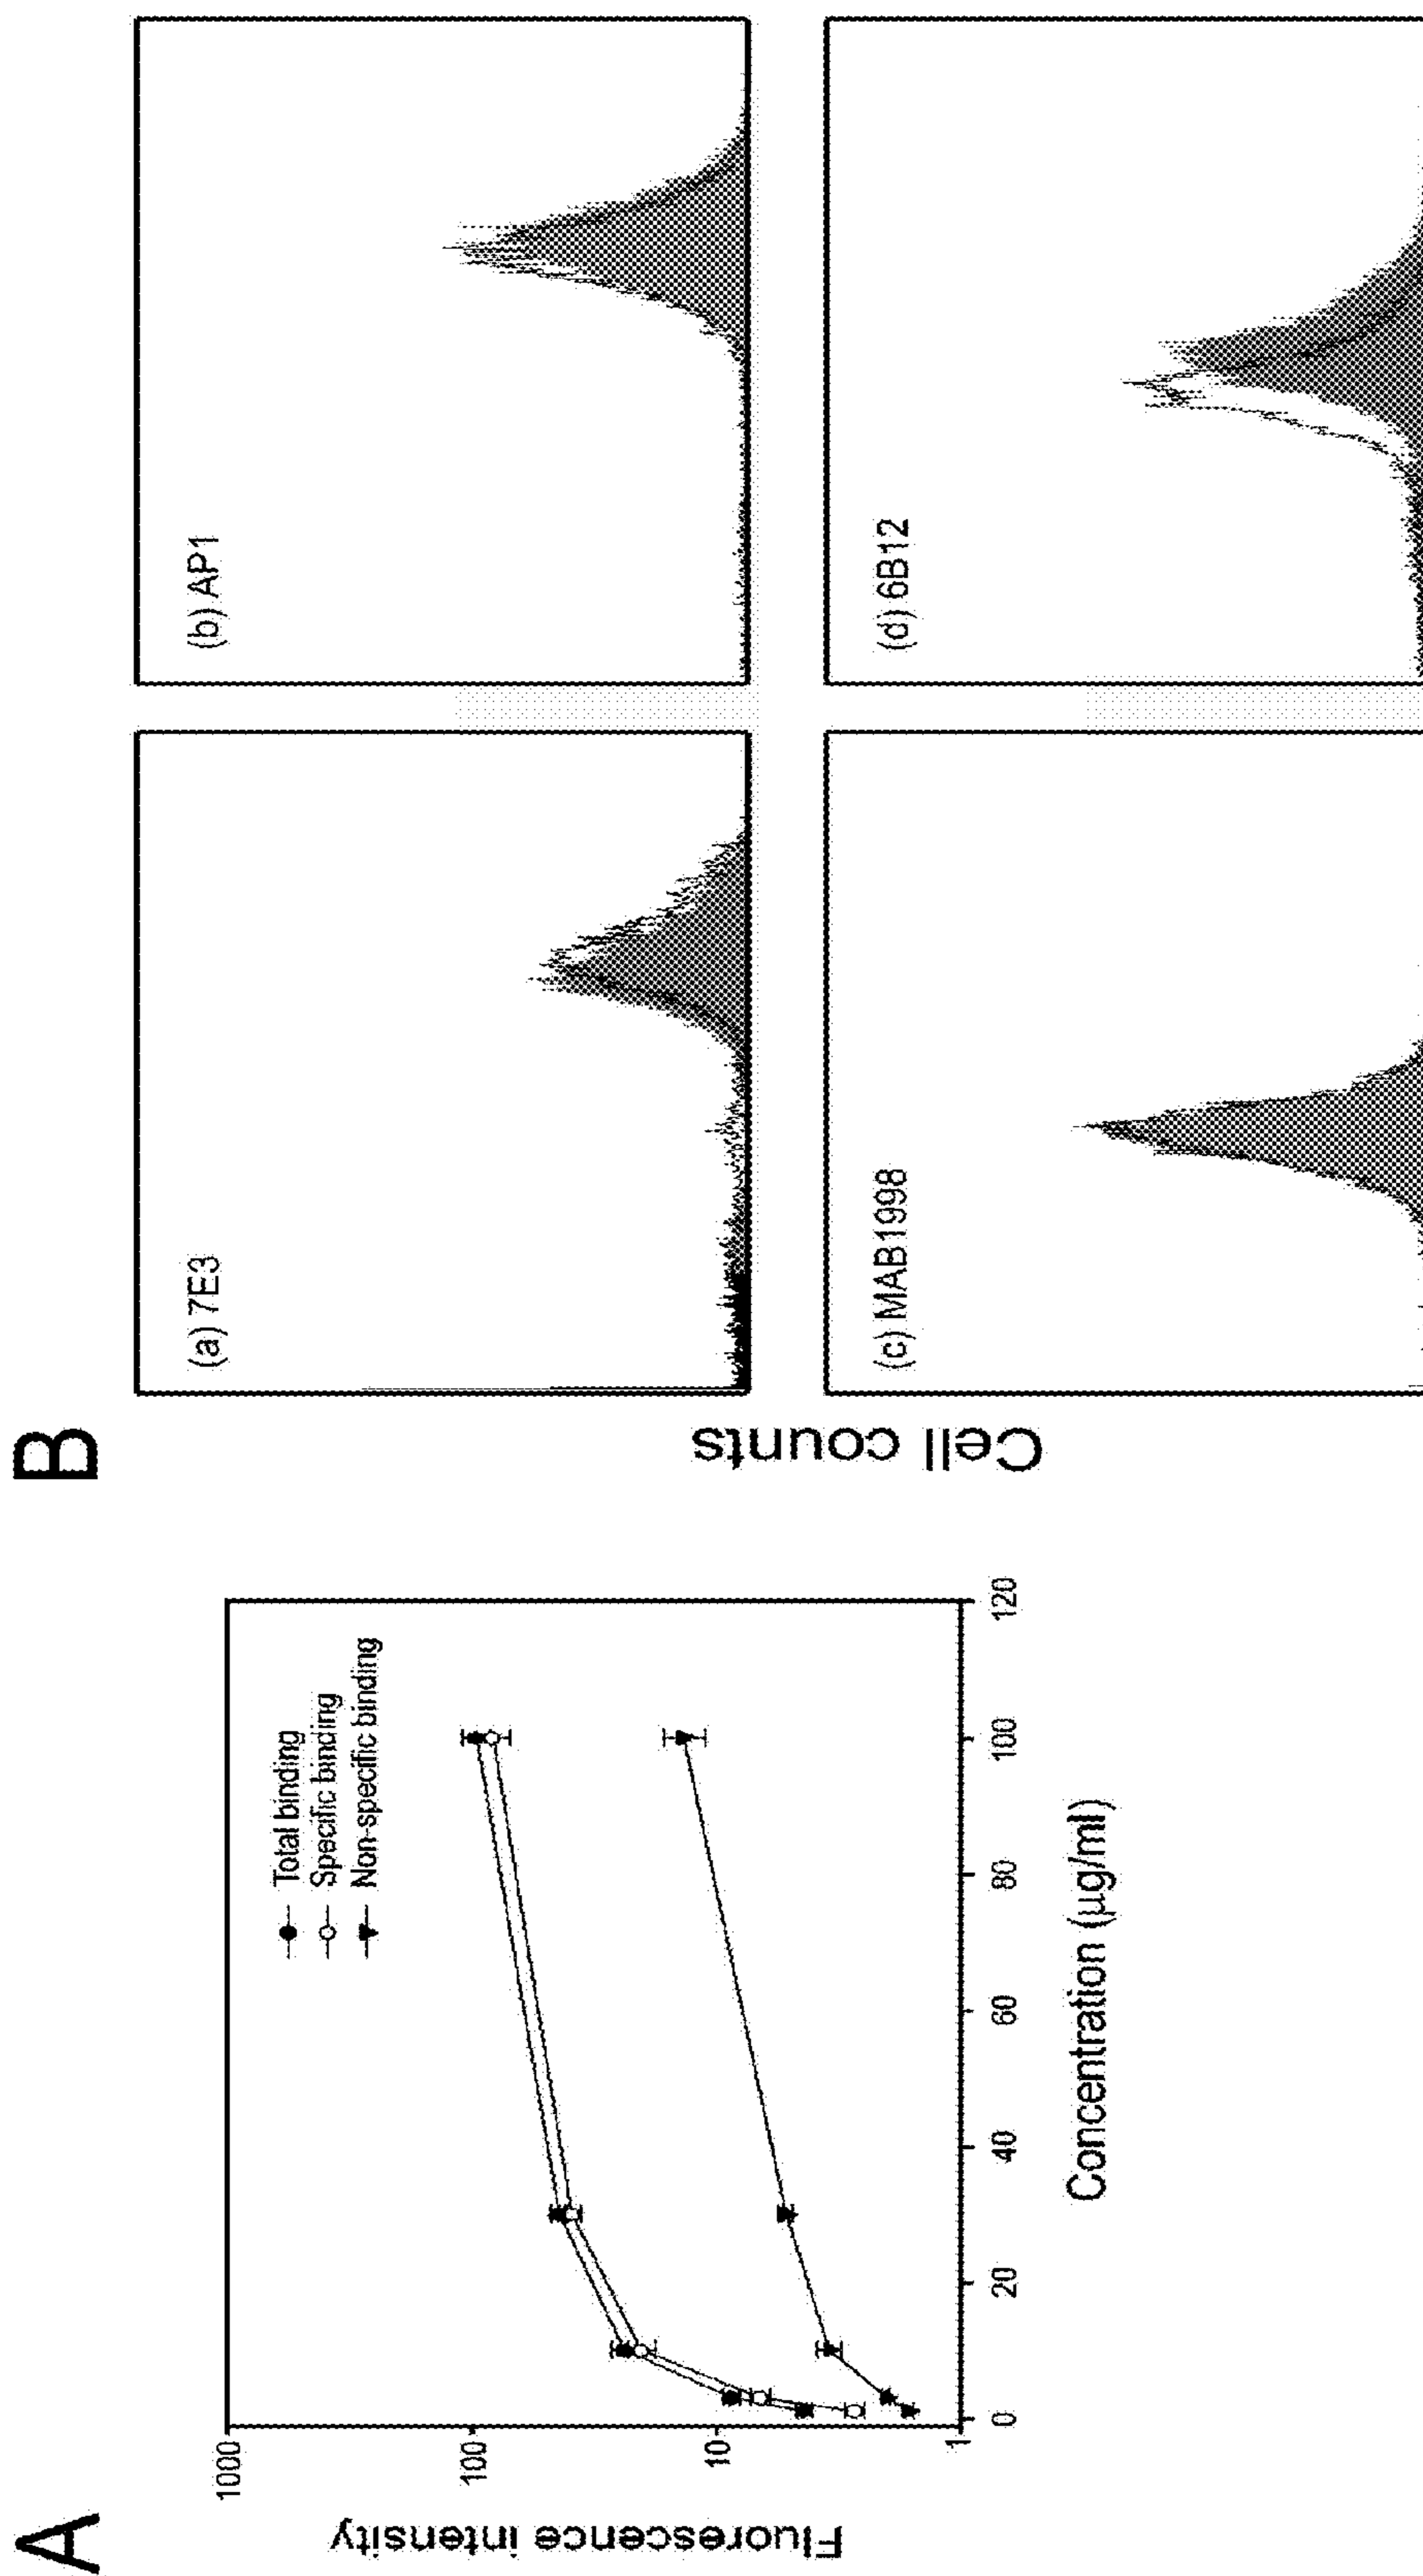 A
Fluorescence intensity
1000
100
10
1
Total binding
Specific binding
Non-specific binding
0 20 40 60 80 100 120
Concentration (µg/ml)
B
Cell counts
(a) 7E3
(b) AP1
(c) MAB1998
(d) 6B12